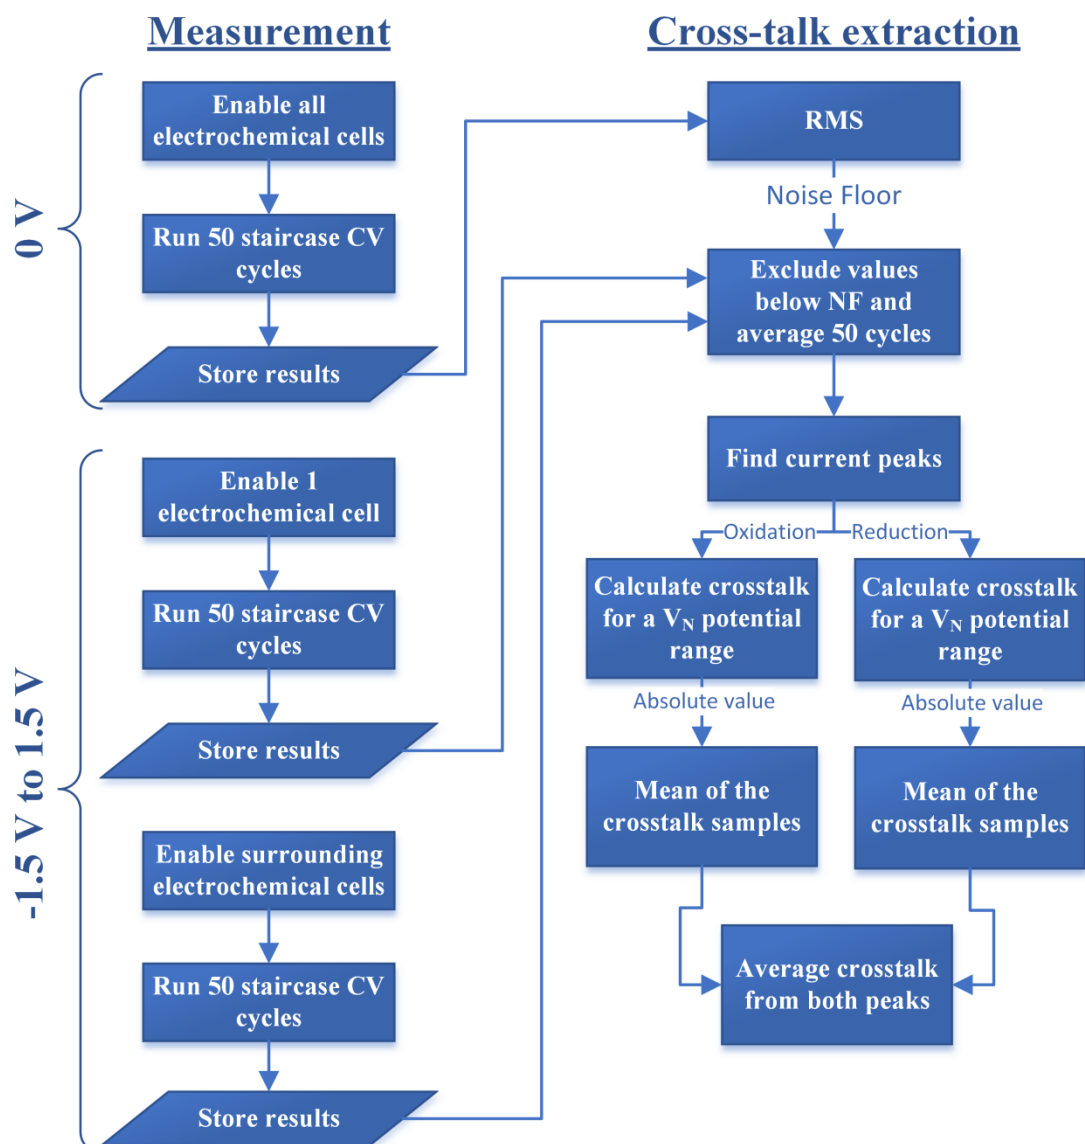 Measurement
0 V
Enable all
electrochemical cells
Run 50 staircase CV
cycles
Store results
-1.5 V to 1.5 V
Enable 1
electrochemical cell
Run 50 staircase CV
cycles
Store results
Enable surrounding
electrochemical cells
Run 50 staircase CV
cycles
Store results
Cross-talk extraction
RMS
Noise Floor
Exclude values
below NF and
average 50 cycles
Find current peaks
Oxidation
Reduction
Calculate crosstalk
for a VN potential
range
Absolute value
Mean of the
crosstalk samples
Calculate crosstalk
for a VN potential
range
Absolute value
Mean of the
crosstalk samples
Average crosstalk
from both peaks